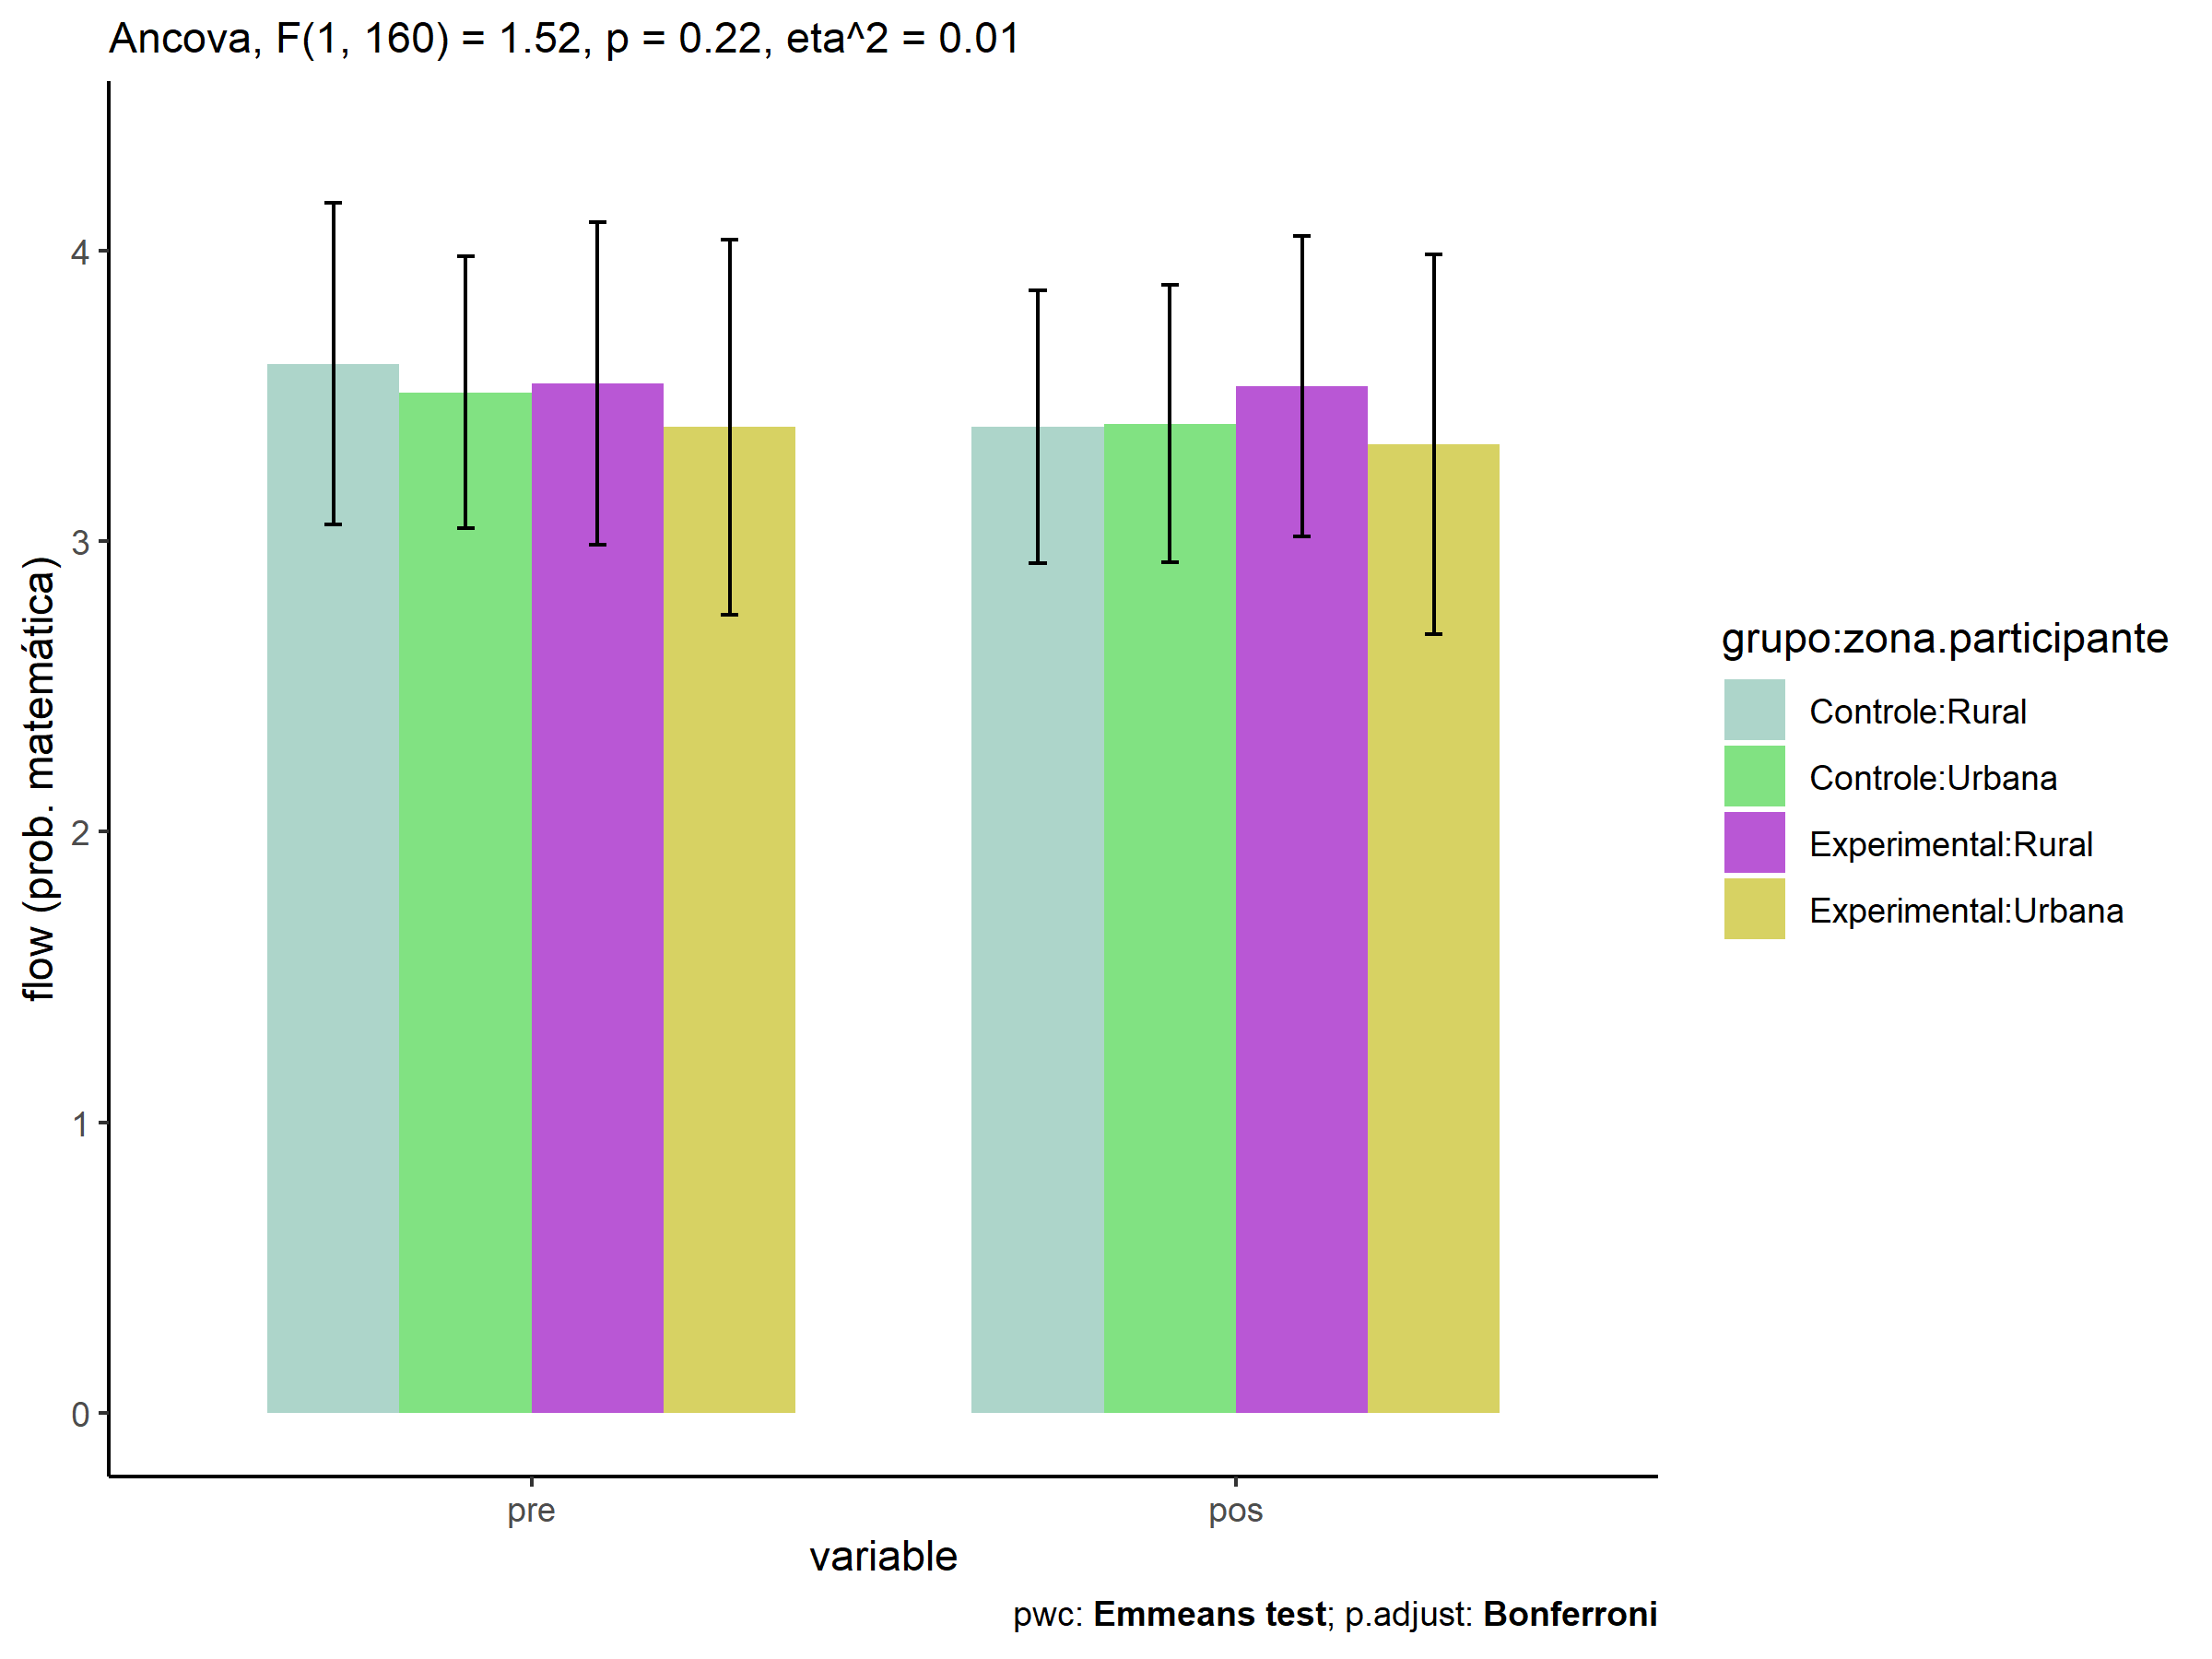 Ancova, F(1, 160) = 1.52, p = 0.22, eta^2 = 0.01
flow (prob. matemática)
4
3
2
1
0
pre
pos
variable
grupo:zona.participante
Controle:Rural
Controle:Urbana
Experimental:Rural
Experimental:Urbana
pwc: Emmeans test; p.adjust: Bonferroni